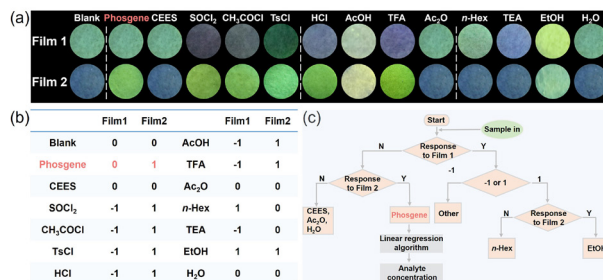 (a) Blank Phosgene CEES SOCl₂ CH₃COCl TsCl HCl AcOH TFA Ac₂O n-Hex TEA EtOH H₂O
Film 1
Film 2
(b)
Film1 Film2 Film1 Film2
Blank 0 0 AcOH -1 1
Phosgene 0 1 TFA -1 1
CEES 0 0 Ac₂O 0 0
SOCl₂ -1 1 n-Hex 1 0
CH₃COCl -1 1 TEA -1 0
TsCl -1 1 EtOH 1 1
HCl -1 1 H₂O 0 0
(c)
Start
Sample in
Response
to Film 1
N
Y
Response
to Film 2
-1
-1 or 1
1
N
Y
CEES,
Ac₂O,
H₂O
Phosgene
Other
Response
to Film 2
N
Y
Linear regression
algorithm
n-Hex
EtOH
Analyte
concentration